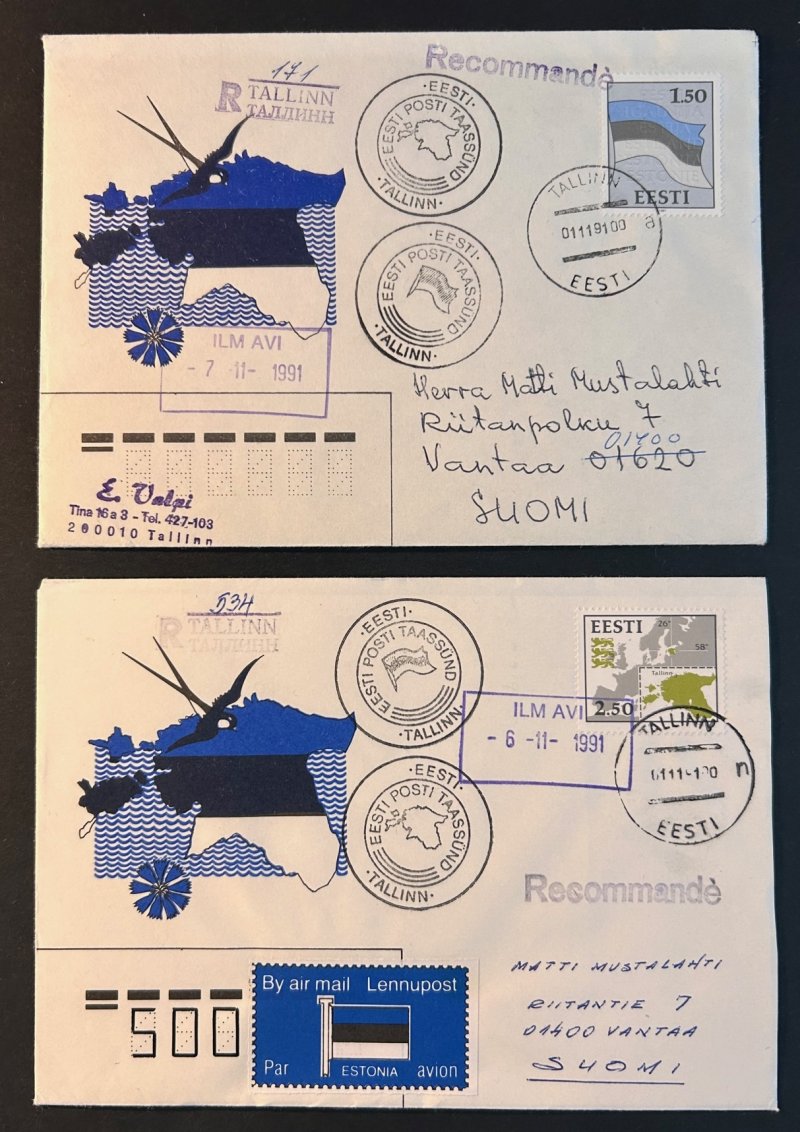 171
R TALLINN
ТАЛЛИНН
Recommandè
·EESTI·
EESTI POSTI TAASSÜND
·TALLINN·
1.50
EESTI
TALLINN
01119100 a
EESTI
·EESTI·
EESTI POSTI TAASSÜND
·TALLINN·
ILM AVI
- 7 -11- 1991
Herra Matti Mustalahti
Riitanpolku 7
01400
Vantaa 01620
SUOMI
E. Valpi
Tina 16 a 3 - Tel. 427-103
200010 Tallinn
534
R TALLINN
ТАЛЛИНН
·EESTI·
EESTI POSTI TAASSÜND
·TALLINN·
EESTI 26°
58°
Tallinn
2.50
ILM AVI
- 6 -11- 1991
TALLINN
n
EESTI
·EESTI·
EESTI POSTI TAASSÜND
·TALLINN·
Recommandè
MATTI MUSTALAHTI
RIITANTIE 7
01400 VANTAA
SUOMI
500
By air mail Lennupost
Par ESTONIA avion